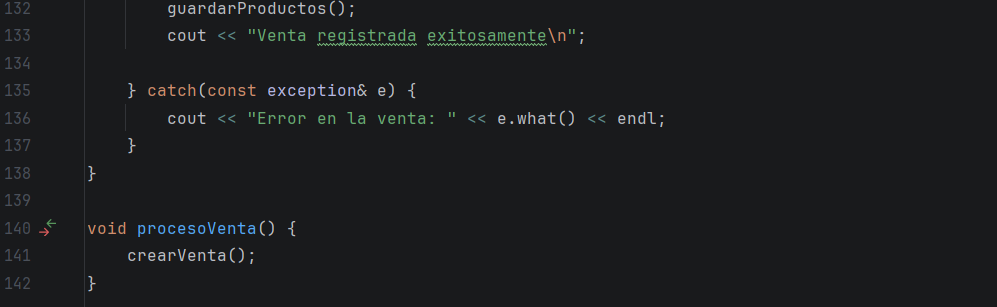 132 guardarProductos();
133 cout << "Venta registrada exitosamente\n";
134
135 } catch(const exception& e) {
136 cout << "Error en la venta: " << e.what() << endl;
137 }
138 }
139
140 void procesoVenta() {
141 crearVenta();
142 }